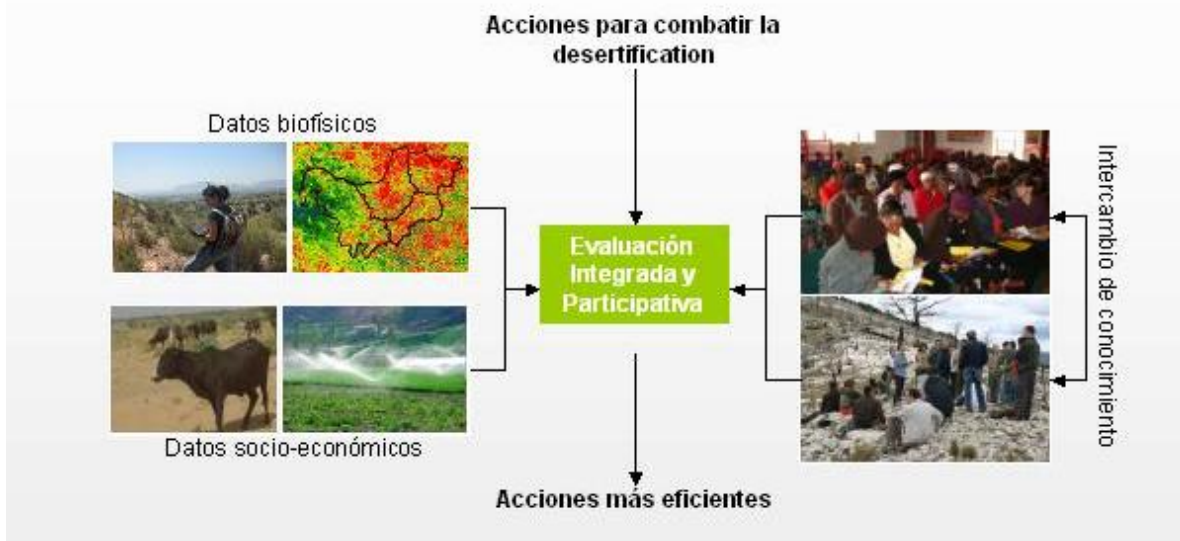 Acciones para combatir la
desertification
Datos biofísicos
Evaluación
Integrada y
Participativa
Intercambio de conocimiento
Datos socio-económicos
Acciones más eficientes